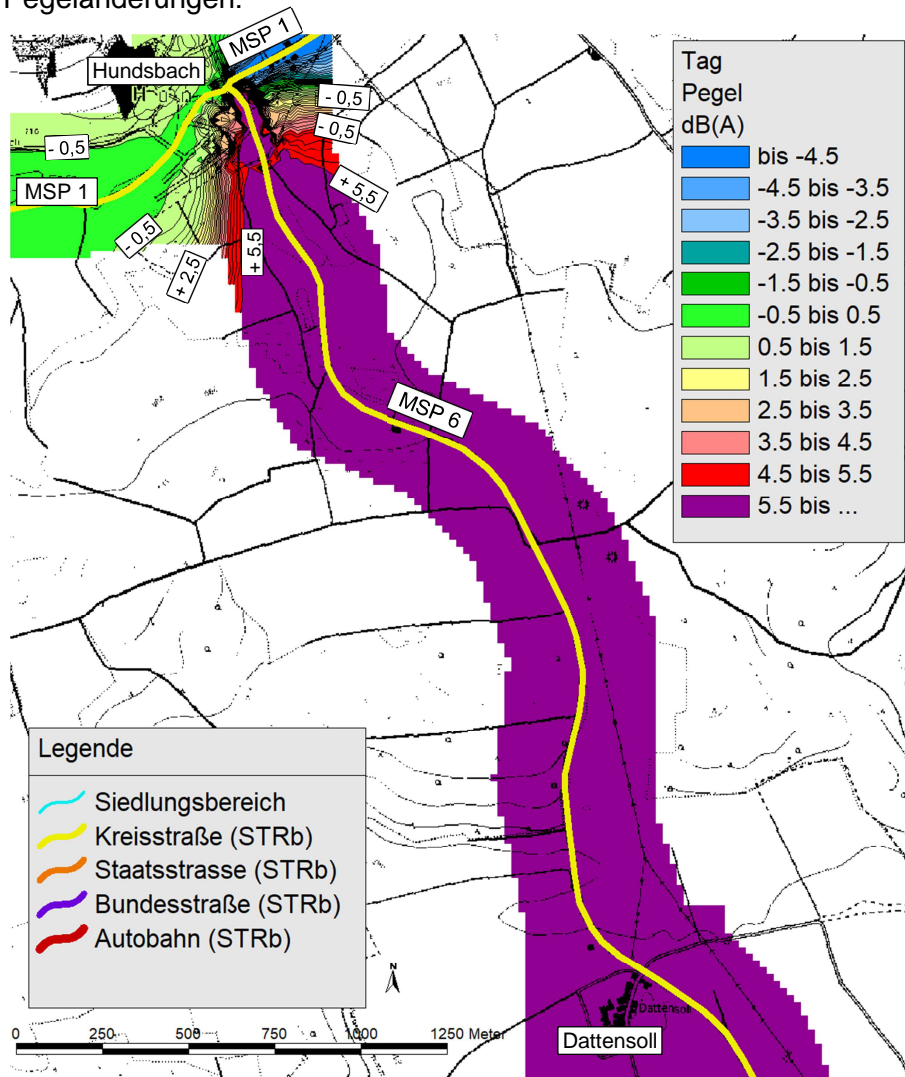 Pegeländerungen.
MSP 1
Hundsbach
- 0,5
- 0,5
- 0,5
MSP 1
- 0,5
+ 2,5
+ 5,5
+ 5,5
MSP 6
Tag
Pegel
dB(A)
bis -4.5
-4.5 bis -3.5
-3.5 bis -2.5
-2.5 bis -1.5
-1.5 bis -0.5
-0.5 bis 0.5
0.5 bis 1.5
1.5 bis 2.5
2.5 bis 3.5
3.5 bis 4.5
4.5 bis 5.5
5.5 bis ...
Legende
Siedlungsbereich
Kreisstraße (STRb)
Staatsstrasse (STRb)
Bundesstraße (STRb)
Autobahn (STRb)
N
0 250 500 750 1000 1250 Meter
Dattensoll
Dattensoll